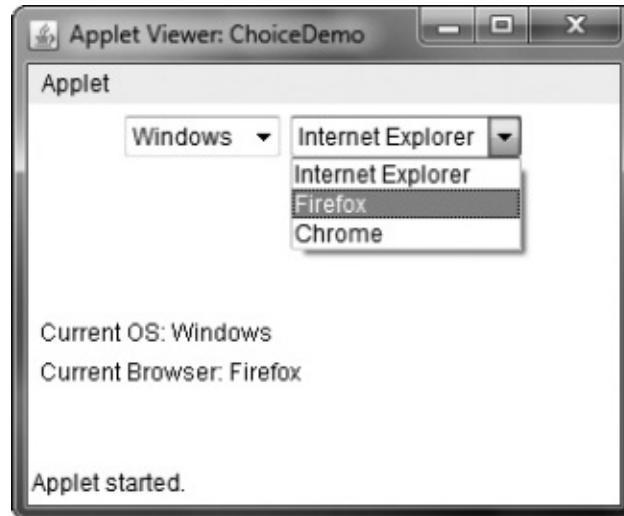 Applet Viewer: ChoiceDemo
Applet
Windows
Internet Explorer
Internet Explorer
Firefox
Chrome
Current OS: Windows
Current Browser: Firefox
Applet started.